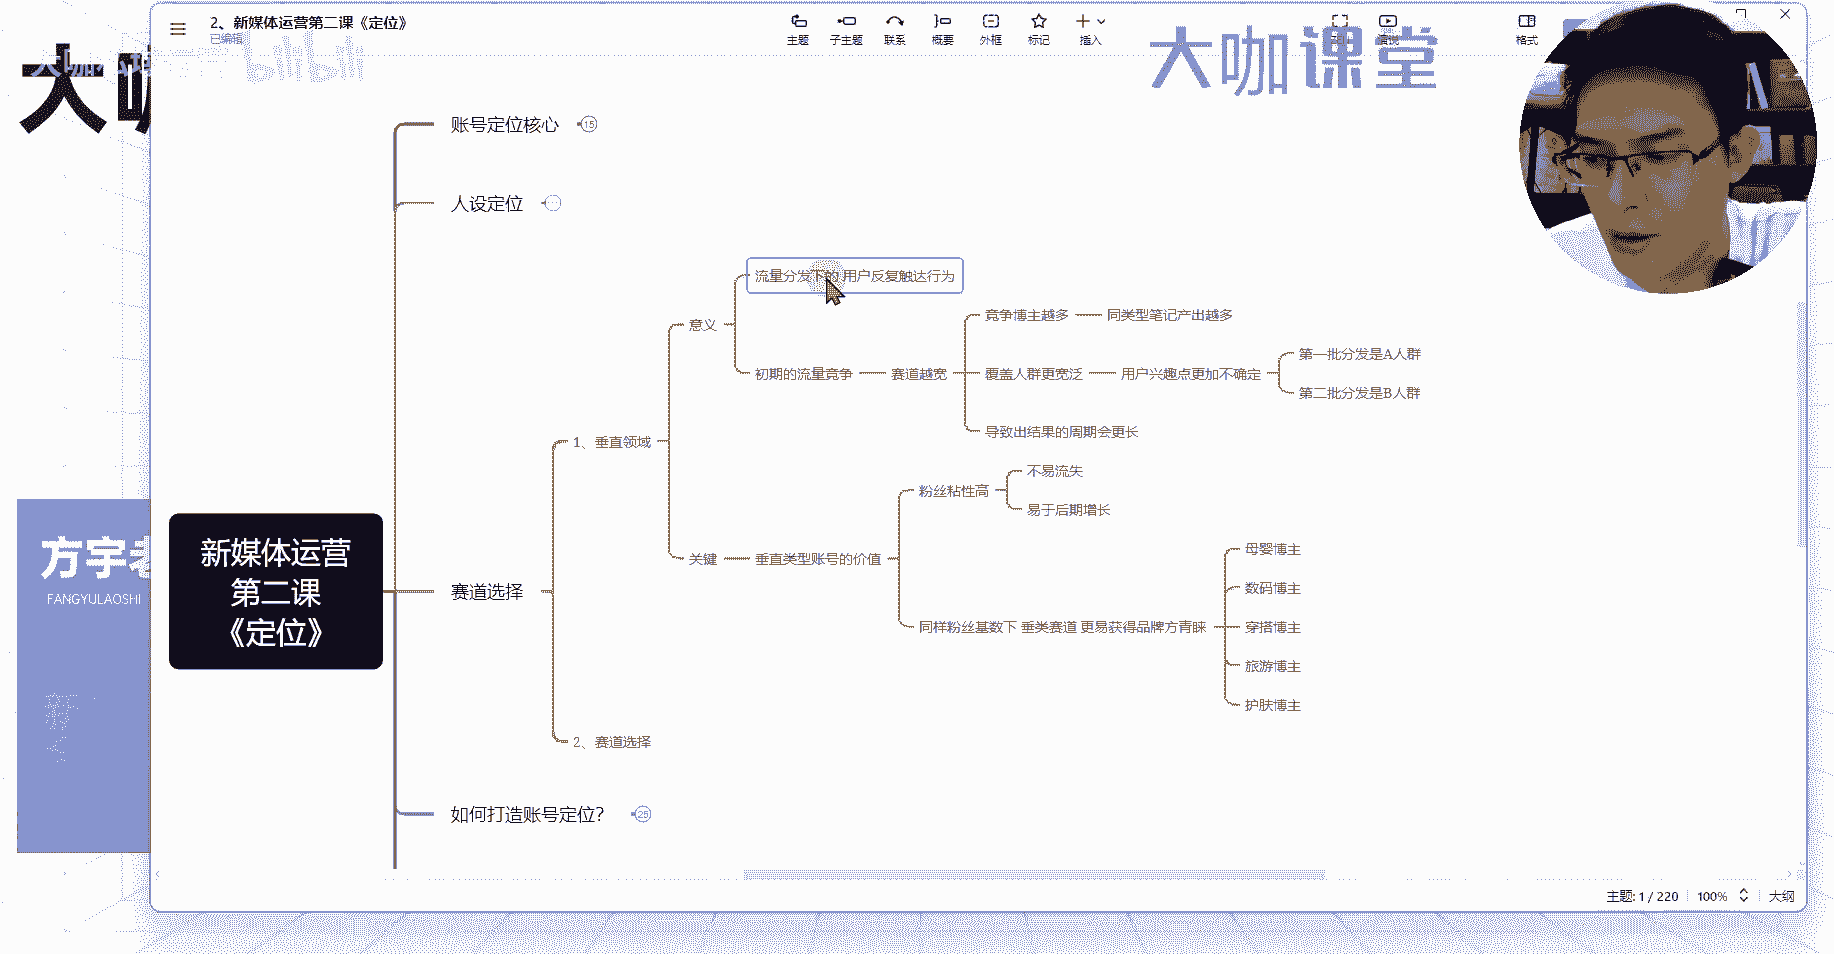 2、新媒体运营第二课《定位》
已编辑
主题
子主题
联系
概要
外框
标记
插入
格式
大咖课堂
bilibili
大咖
账号定位核心
15
人设定位
流量分发下的 用户反复触达行为
意义
竞争博主越多
同类型笔记产出越多
初期的流量竞争
赛道越宽
覆盖人群更宽泛
用户兴趣点更加不确定
第一批分发是A人群
第二批分发是B人群
导致出结果的周期会更长
1、垂直领域
不易流失
粉丝粘性高
易于后期增长
关键
垂直类型账号的价值
母婴博主
数码博主
同样粉丝基数下 垂类赛道 更易获得品牌方青睐
穿搭博主
旅游博主
护肤博主
新媒体运营
第二课
《定位》
赛道选择
2、赛道选择
如何打造账号定位?
25
方宇老
FANGYULAOSHI
主题: 1 / 220
100%
大纲